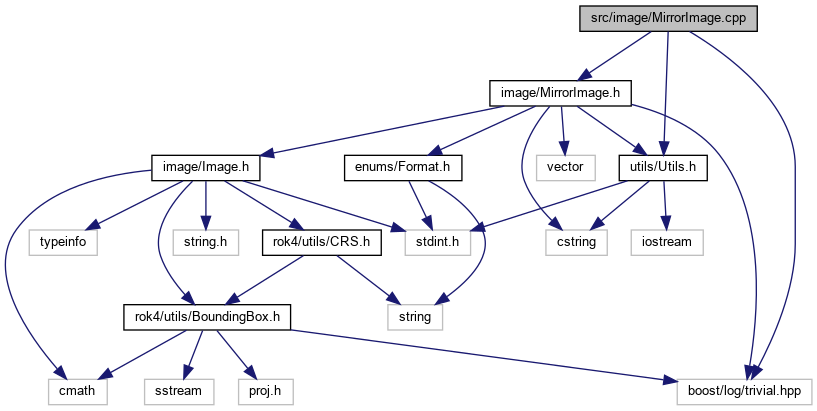 src/image/MirrorImage.cpp
image/MirrorImage.h
image/Image.h
enums/Format.h
vector
utils/Utils.h
typeinfo
string.h
rok4/utils/CRS.h
stdint.h
cstring
iostream
rok4/utils/BoundingBox.h
string
cmath
sstream
proj.h
boost/log/trivial.hpp